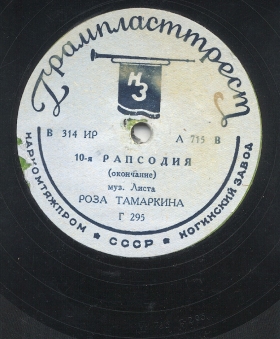 Грампласттрест
НЗ
В 314 ИР
А 715 В
10-я РАПСОДИЯ
(окончание)
муз. Листа
РОЗА ТАМАРКИНА
Г 295
НАРКОМТЯЖПРОМ ★ СССР ★ НОГИНСКИЙ ЗАВОД